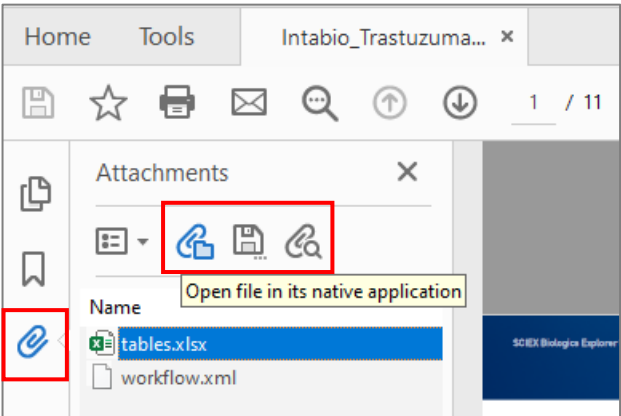 Home Tools Intabio_Trastuzuma... ×
1 / 11
Attachments
Open file in its native application
Name
tables.xlsx
workflow.xml
SCIEX Biologics Explorer